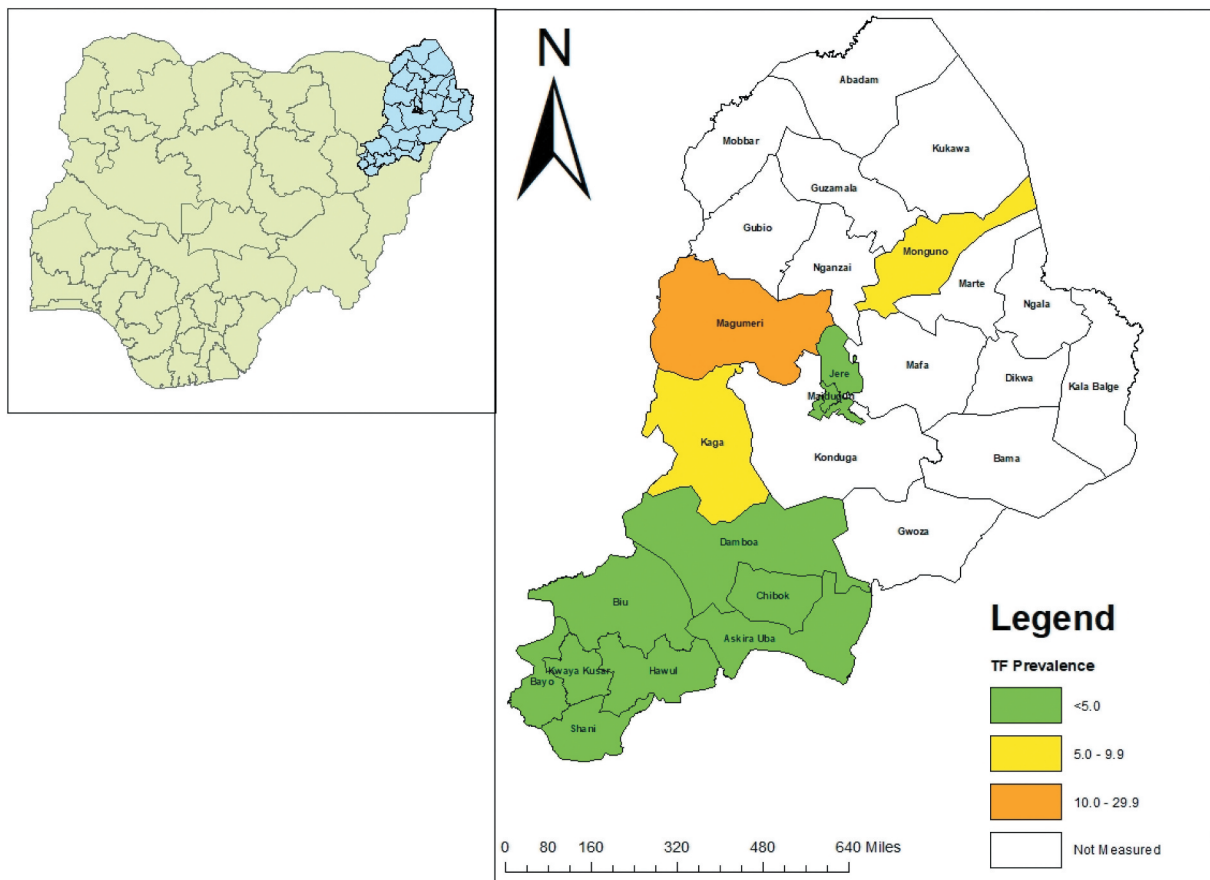 N
Abadam
Mobbar
Kukawa
Guzamala
Gubio
Monguno
Nganzai
Marte
Ngala
Magumeri
Mafa
Jere
Dikwa
Kala Balge
Maiduguri
Kaga
Konduga
Bama
Gwoza
Damboa
Chibok
Biu
Askira Uba
Kwaya Kusar
Hawul
Bayo
Shani
Legend
TF Prevalence
<5.0
5.0 - 9.9
10.0 - 29.9
Not Measured
0 80 160 320 480 640 Miles